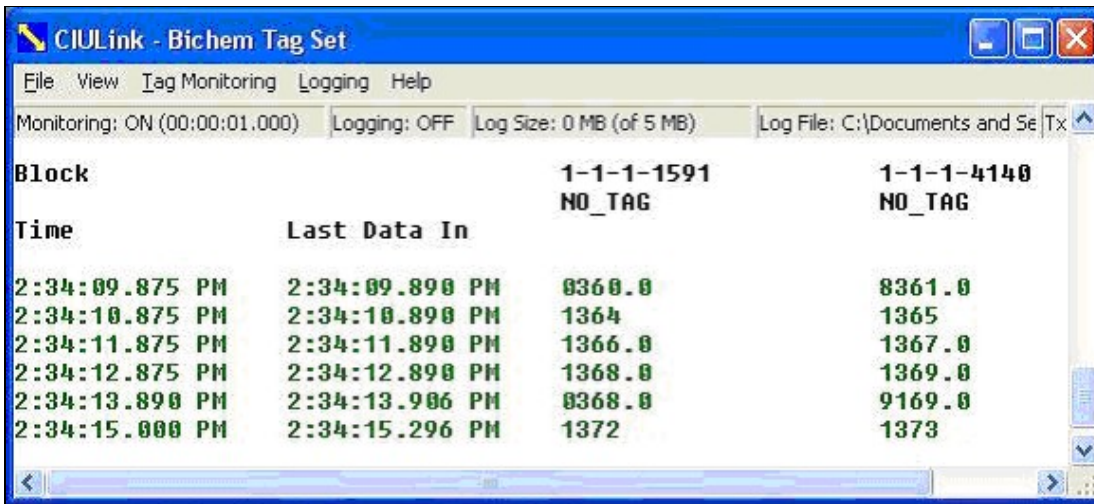 CIULink - Bichem Tag Set
File View Tag Monitoring Logging Help
Monitoring: ON (00:00:01.000) Logging: OFF Log Size: 0 MB (of 5 MB) Log File: C:\Documents and Se Tx
Block 1-1-1-1591 1-1-1-4140
NO_TAG NO_TAG
Time Last Data In
2:34:09.875 PM 2:34:09.890 PM 0360.0 8361.0
2:34:10.875 PM 2:34:10.890 PM 1364 1365
2:34:11.875 PM 2:34:11.890 PM 1366.0 1367.0
2:34:12.875 PM 2:34:12.890 PM 1368.0 1369.0
2:34:13.890 PM 2:34:13.906 PM 0368.0 9169.0
2:34:15.000 PM 2:34:15.296 PM 1372 1373